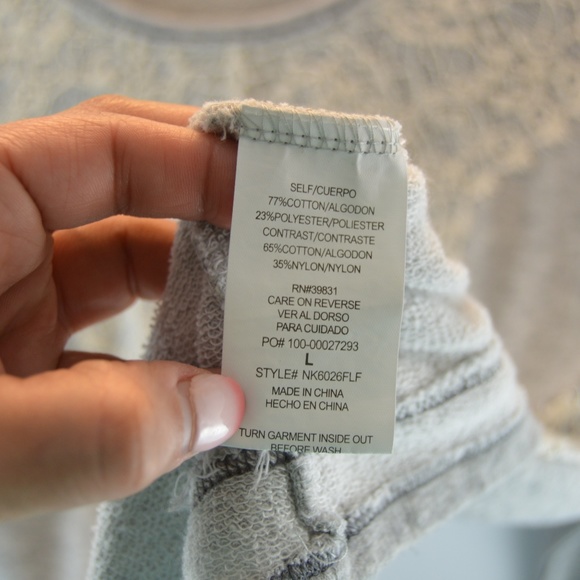 SELF/CUERPO
77%COTTON/ALGODON
23%POLYESTER/POLIESTER
CONTRAST/CONTRASTE
65%COTTON/ALGODON
35%NYLON/NYLON
RN#39831
CARE ON REVERSE
VER AL DORSO
PARA CUIDADO
PO# 100-00027293
L
STYLE# NK6026FLF
MADE IN CHINA
HECHO EN CHINA
TURN GARMENT INSIDE OUT
BEFORE WASH